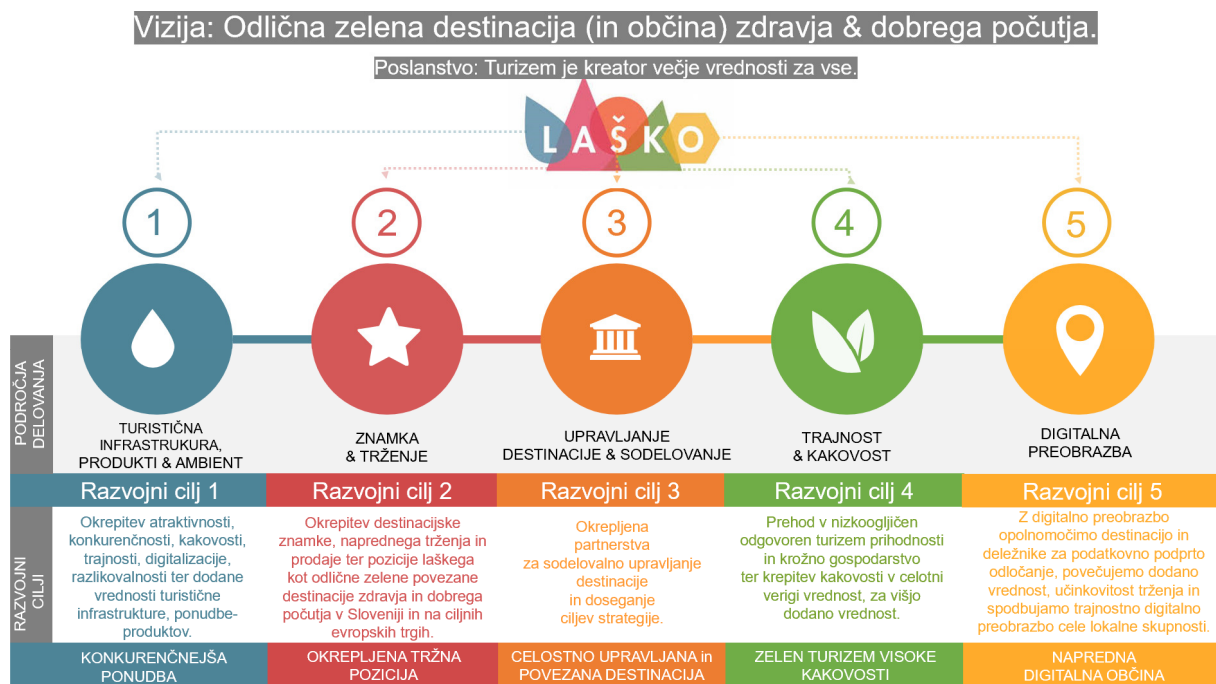 Vizija: Odlična zelena destinacija (in občina) zdravja & dobrega počutja.
Poslanstvo: Turizem je kreator večje vrednosti za vse.
LAŠKO
1
2
3
4
5
PODROČJA
DELOVANJA
TURISTIČNA
INFRASTRUKURA,
PRODUKTI & AMBIENT
ZNAMKA
& TRŽENJE
UPRAVLJANJE
DESTINACIJE & SODELOVANJE
TRAJNOST
& KAKOVOST
DIGITALNA
PREOBRAZBA
Razvojni cilj 1
Razvojni cilj 2
Razvojni cilj 3
Razvojni cilj 4
Razvojni cilj 5
RAZVOJNI
CILJI
Okrepitev atraktivnosti,
konkurenčnosti, kakovosti,
trajnosti, digitalizacije,
razlikovalnosti ter dodane
vrednosti turistične
infrastrukture, ponudbe-
produktov.
Okrepitev destinacijske
znamke, naprednega trženja in
prodaje ter pozicije laškega
kot odlične zelene povezane
destinacije zdravja in dobrega
počutja v Sloveniji in na ciljnih
evropskih trgih.
Okrepljena
partnerstva
za sodelovalno upravljanje
destinacije
in doseganje
ciljev strategije.
Prehod v nizkoogljičen
odgovoren turizem prihodnosti
in krožno gospodarstvo
ter krepitev kakovosti v celotni
verigi vrednost, za višjo
dodano vrednost.
Z digitalno preobrazbo
opolnomočimo destinacijo in
deležnike za podatkovno podprto
odločanje, povečujemo dodano
vrednost, učinkovitost trženja in
spodbujamo trajnostno digitalno
preobrazbo cele lokalne skupnosti.
KONKURENČNEJŠA
PONUDBA
OKREPLJENA TRŽNA
POZICIJA
CELOSTNO UPRAVLJANA in
POVEZANA DESTINACIJA
ZELEN TURIZEM VISOKE
KAKOVOSTI
NAPREDNA
DIGITALNA OBČINA